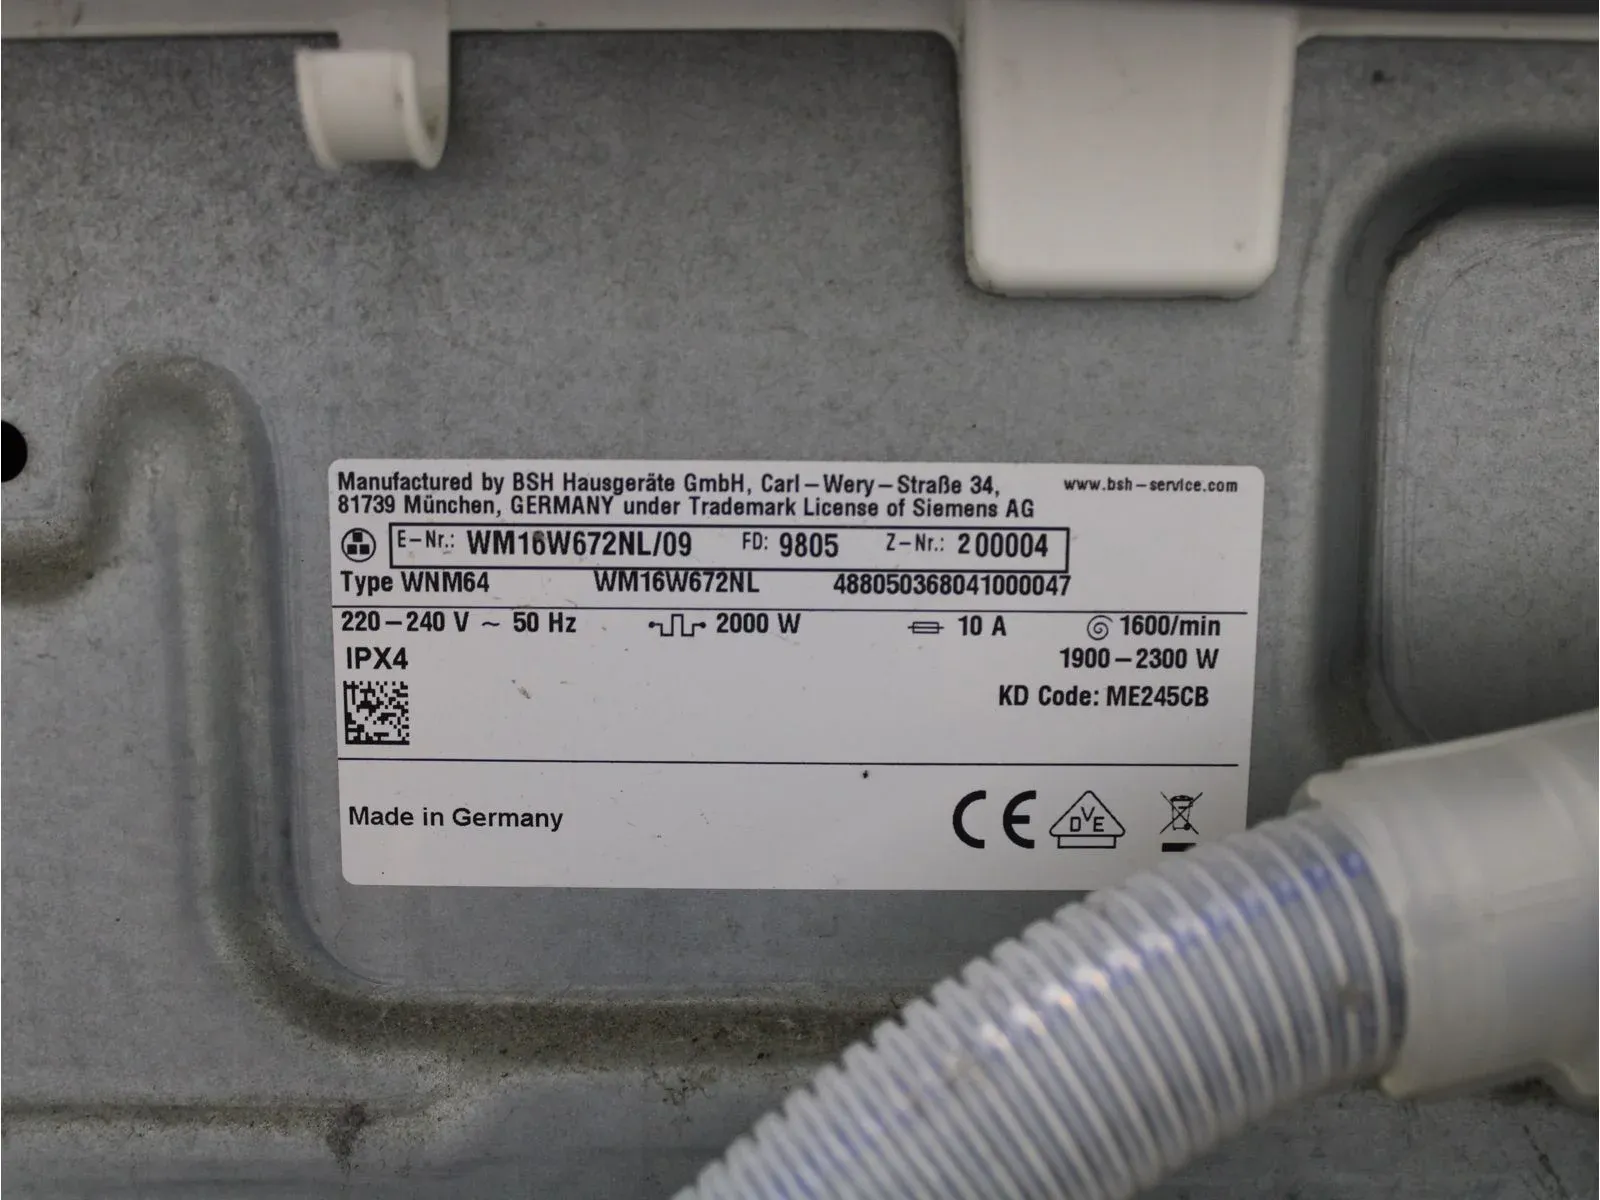 Manufactured by BSH Hausgeräte GmbH, Carl-Wery-Straße 34, www.bsh-service.com
81739 München, GERMANY under Trademark License of Siemens AG
E-Nr.: WM16W672NL/09 FD: 9805 Z-Nr.: 200004
Type WNM64 WM16W672NL 488050368041000047
220-240 V ~ 50 Hz 2000 W 10 A 1600/min
IPX4 1900-2300 W
KD Code: ME245CB
Made in Germany CE DVE